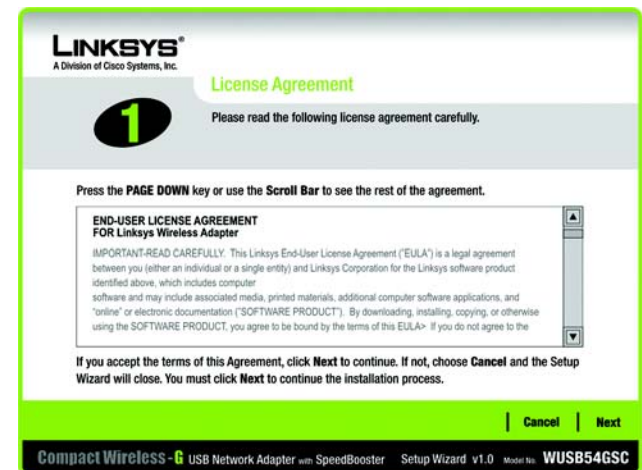 LINKSYS®
A Division of Cisco Systems, Inc.
License Agreement
1
Please read the following license agreement carefully.
Press the PAGE DOWN key or use the Scroll Bar to see the rest of the agreement.
END-USER LICENSE AGREEMENT
FOR Linksys Wireless Adapter
IMPORTANT-READ CAREFULLY. This Linksys End-User License Agreement ("EULA") is a legal agreement
between you (either an individual or a single entity) and Linksys Corporation for the Linksys software product
identified above, which includes computer
software and may include associated media, printed materials, additional computer software applications, and
"online" or electronic documentation ("SOFTWARE PRODUCT"). By downloading, installing, copying, or otherwise
using the SOFTWARE PRODUCT, you agree to be bound by the terms of this EULA> If you do not agree to the
If you accept the terms of this Agreement, click Next to continue. If not, choose Cancel and the Setup
Wizard will close. You must click Next to continue the installation process.
Cancel Next
Compact Wireless-G USB Network Adapter with SpeedBooster Setup Wizard v1.0 Model No. WUSB54GSC